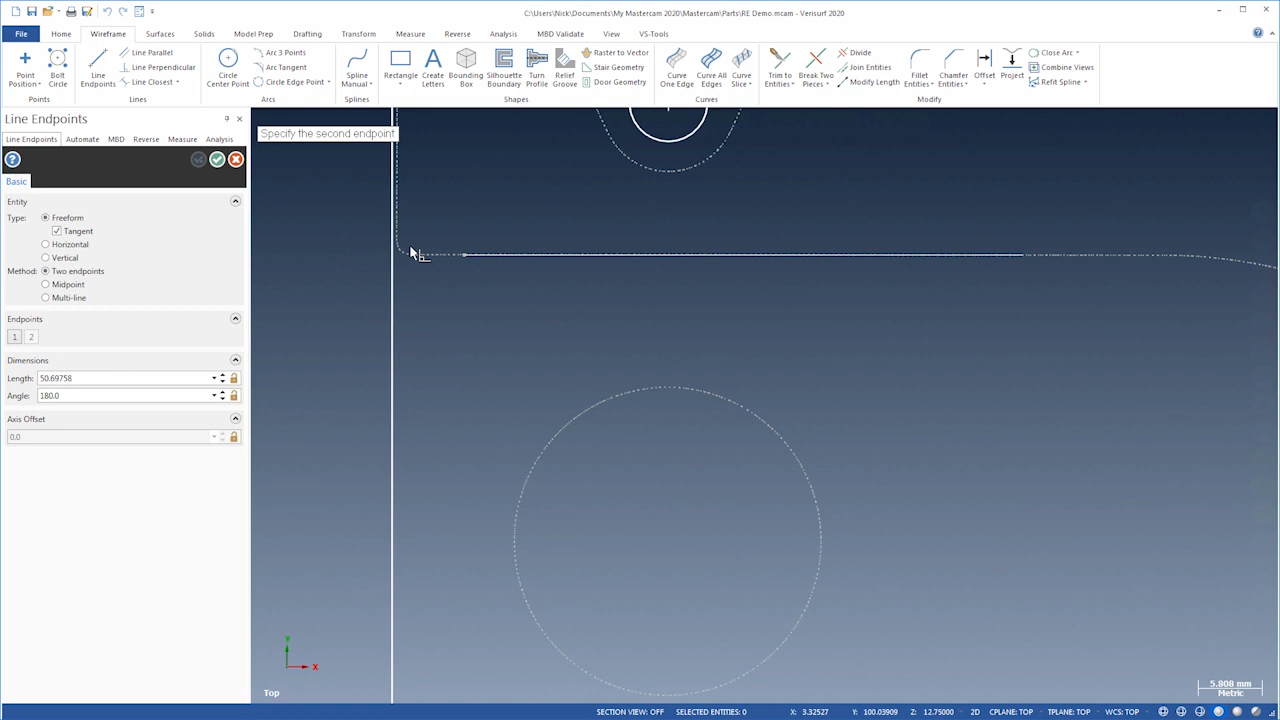 C:\Users\Nick\Documents\My Mastercam 2020\Mastercam\Parts\RE Demo.mcam - Verisurf 2020
File Home Wireframe Surfaces Solids Model Prep Drafting Transform Measure Reverse Analysis MBD Validate View VS-Tools
Point Position
Bolt Circle
Points
Line Endpoints
Line Parallel
Line Perpendicular
Line Closest
Lines
Circle Center Point
Arc 3 Points
Arc Tangent
Circle Edge Point
Arcs
Spline Manual
Splines
Rectangle
Create Letters
Bounding Box
Silhouette Boundary
Turn Profile
Relief Groove
Raster to Vector
Stair Geometry
Door Geometry
Shapes
Curve One Edge
Curve All Edges
Curve Slice
Curves
Trim to Entities
Break Two Pieces
Divide
Join Entities
Modify Length
Fillet Entities
Chamfer Entities
Offset
Project
Close Arc
Combine Views
Refit Spline
Modify
Line Endpoints
Line Endpoints Automate MBD Reverse Measure Analysis
Basic
Entity
Type: Freeform
Tangent
Horizontal
Vertical
Method: Two endpoints
Midpoint
Multi-line
Endpoints
1 2
Dimensions
Length: 50.69758
Angle: 180.0
Axis Offset
0.0
Specify the second endpoint
Y
X
Top
5.808 mm
Metric
SECTION VIEW: OFF SELECTED ENTITIES: 0 X: 3.32527 Y: 100.03909 Z: 12.75000 2D CPLANE: TOP TPLANE: TOP WCS: TOP